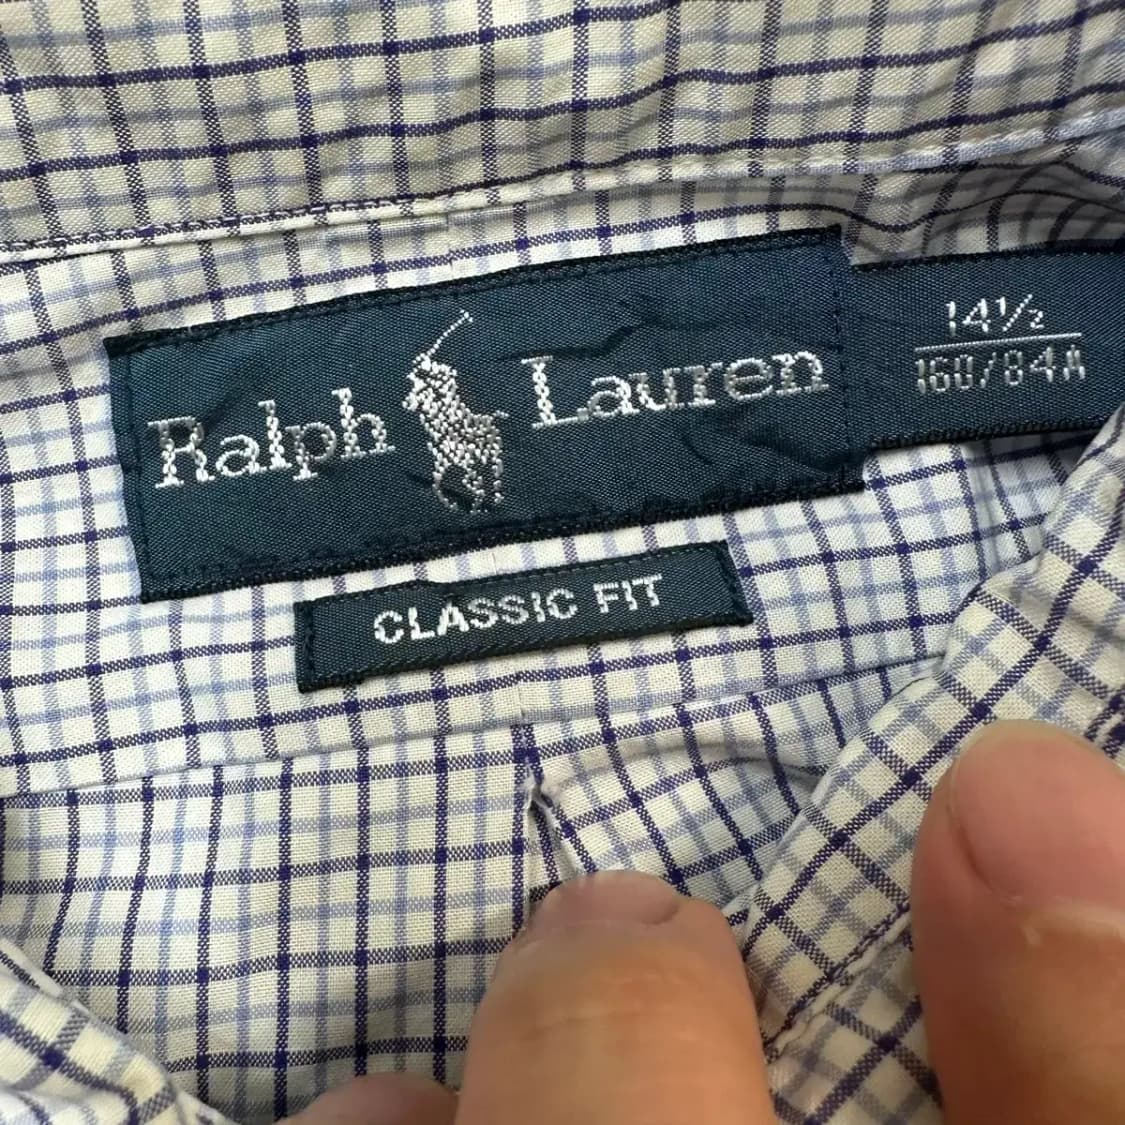 Ralph Lauren
14½
160/84A
CLASSIC FIT